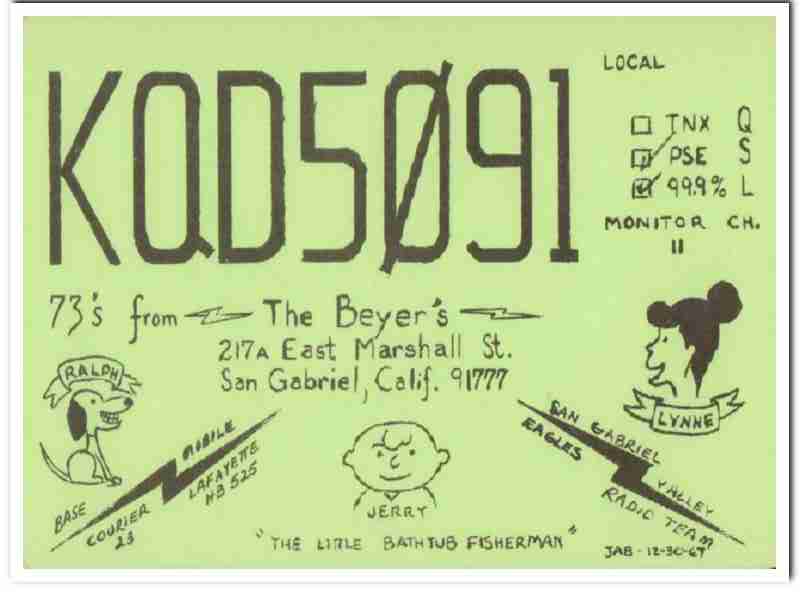 KQD5Ø91
LOCAL
TNX Q
PSE S
99.9% L
MONITOR CH.
11
73's from The Beyer's
217A East Marshall St.
San Gabriel, Calif. 91777
RALPH
LYNNE
BASE MOBILE
COURIER LAFAYETTE
23 HB 525
JERRY
"THE LITTLE BATHTUB FISHERMAN"
SAN GABRIEL VALLEY
EAGLES RADIO TEAM
JAB - 12-30-67